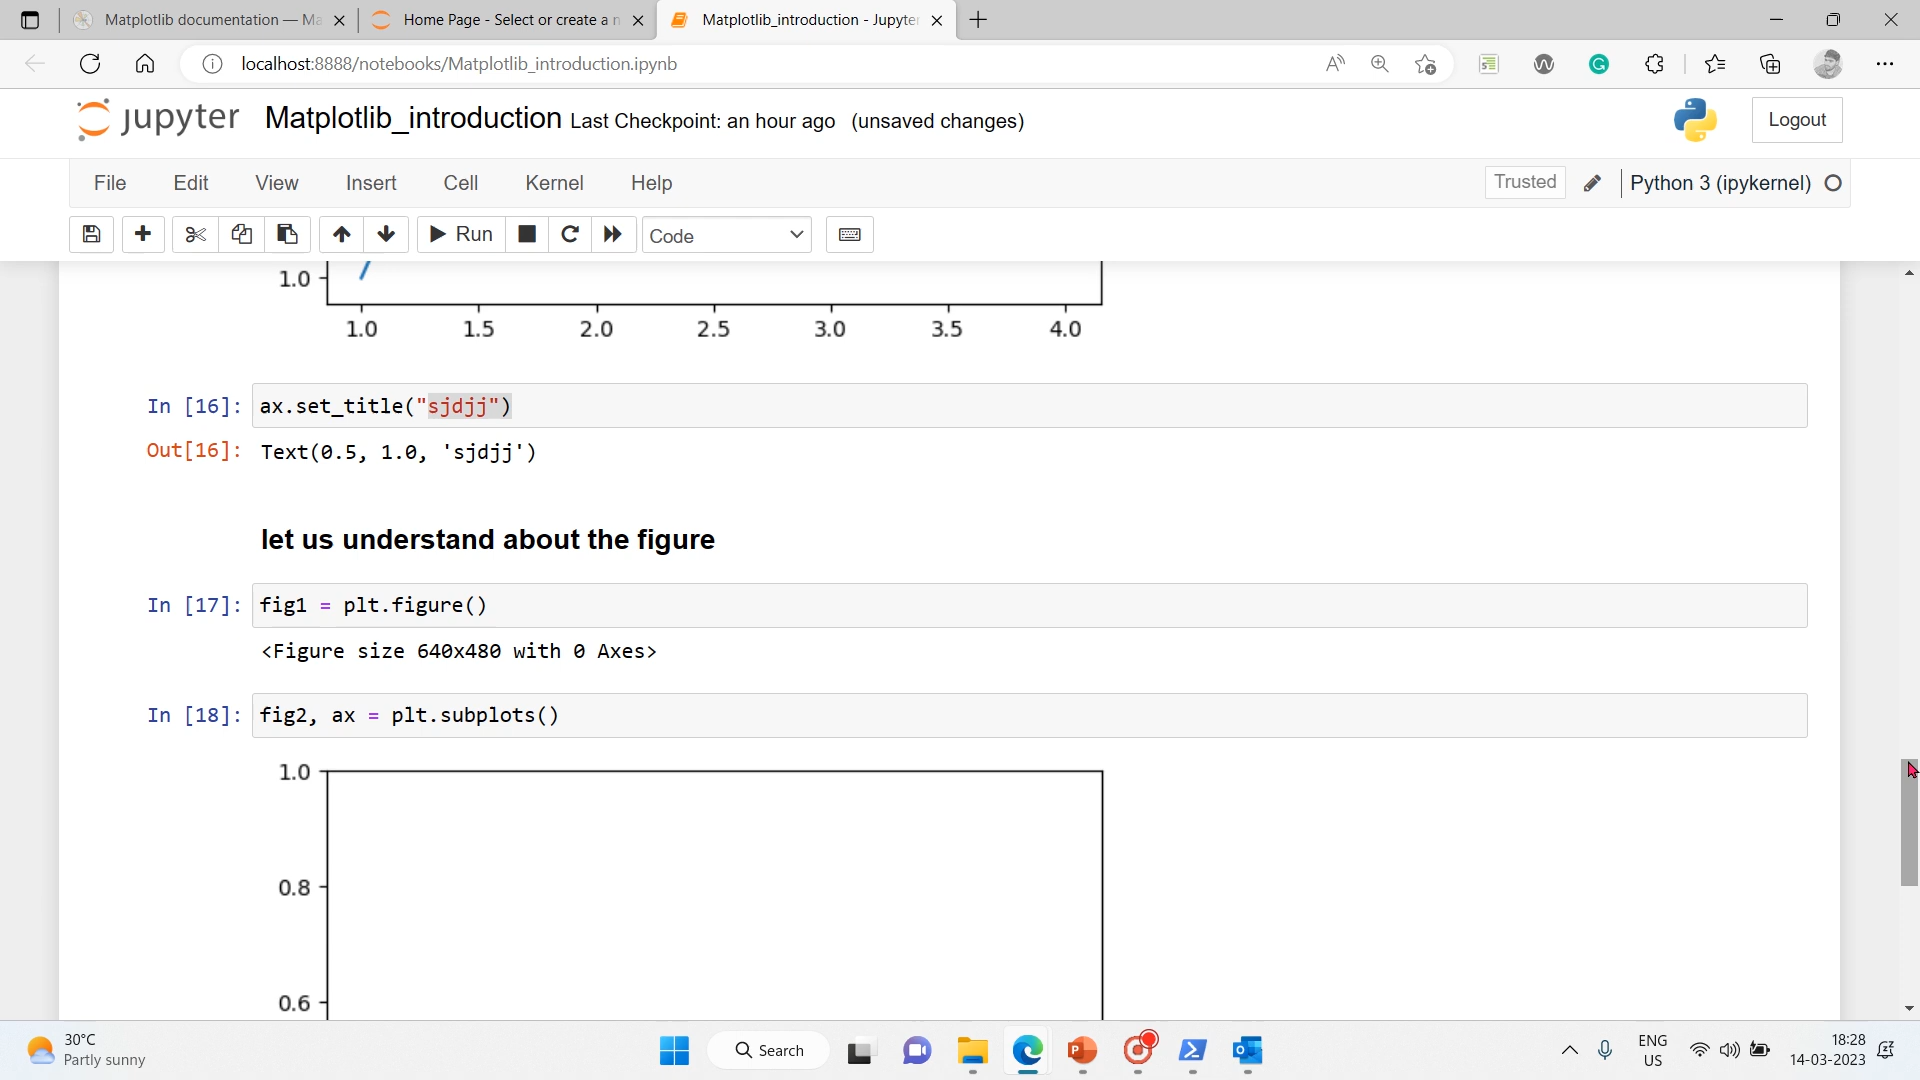 Matplotlib documentation — Ma
Home Page - Select or create a n
Matplotlib_introduction - Jupyter
localhost:8888/notebooks/Matplotlib_introduction.ipynb
jupyter Matplotlib_introduction Last Checkpoint: an hour ago (unsaved changes)
Logout
File Edit View Insert Cell Kernel Help
Trusted
Python 3 (ipykernel)
Run
Code
1.0
1.0 1.5 2.0 2.5 3.0 3.5 4.0
In [16]: ax.set_title("sjdjj")
Out[16]: Text(0.5, 1.0, 'sjdjj')
let us understand about the figure
In [17]: fig1 = plt.figure()
<Figure size 640x480 with 0 Axes>
In [18]: fig2, ax = plt.subplots()
1.0
0.8
0.6
30°C
Partly sunny
Search
ENG
US
18:28
14-03-2023